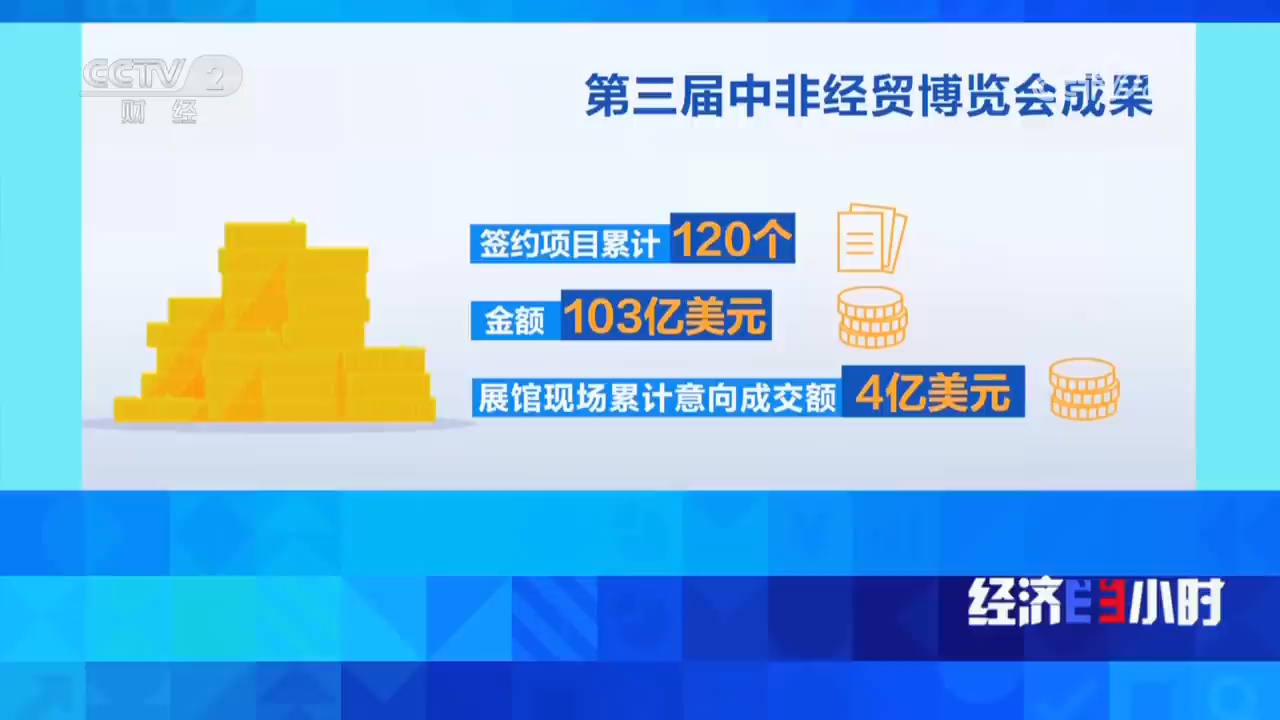 CCTV 2
财经
第三届中非经贸博览会成果
签约项目累计 120个
金额 103亿美元
展馆现场累计意向成交额 4亿美元
经济半小时